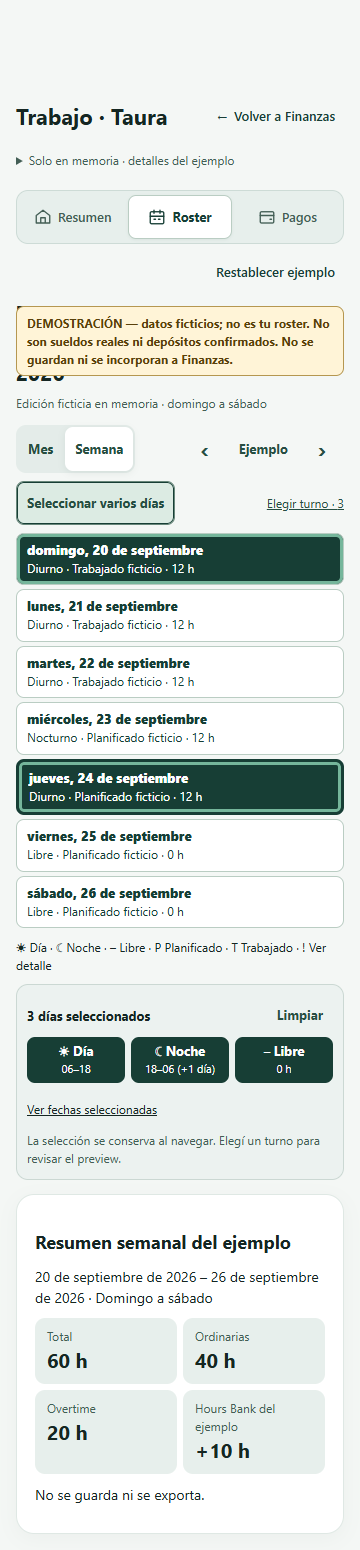 Trabajo · Taura
← Volver a Finanzas
▶ Solo en memoria · detalles del ejemplo
Resumen
Roster
Pagos
Restablecer ejemplo
DEMOSTRACIÓN — datos ficticios; no es tu roster. No
son sueldos reales ni depósitos confirmados. No se
guardan ni se incorporan a Finanzas.
2026
Edición ficticia en memoria · domingo a sábado
Mes
Semana
‹
Ejemplo
›
Seleccionar varios días
Elegir turno · 3
domingo, 20 de septiembre
Diurno · Trabajado ficticio · 12 h
lunes, 21 de septiembre
Diurno · Trabajado ficticio · 12 h
martes, 22 de septiembre
Diurno · Trabajado ficticio · 12 h
miércoles, 23 de septiembre
Nocturno · Planificado ficticio · 12 h
jueves, 24 de septiembre
Diurno · Planificado ficticio · 12 h
viernes, 25 de septiembre
Libre · Planificado ficticio · 0 h
sábado, 26 de septiembre
Libre · Planificado ficticio · 0 h
☀ Día · ☾ Noche · – Libre · P Planificado · T Trabajado · ! Ver
detalle
3 días seleccionados
Limpiar
☀ Día
06–18
☾ Noche
18–06 (+1 día)
– Libre
0 h
Ver fechas seleccionadas
La selección se conserva al navegar. Elegí un turno para
revisar el preview.
Resumen semanal del ejemplo
20 de septiembre de 2026 – 26 de septiembre
de 2026 · Domingo a sábado
Total
60 h
Ordinarias
40 h
Overtime
20 h
Hours Bank del
ejemplo
+10 h
No se guarda ni se exporta.